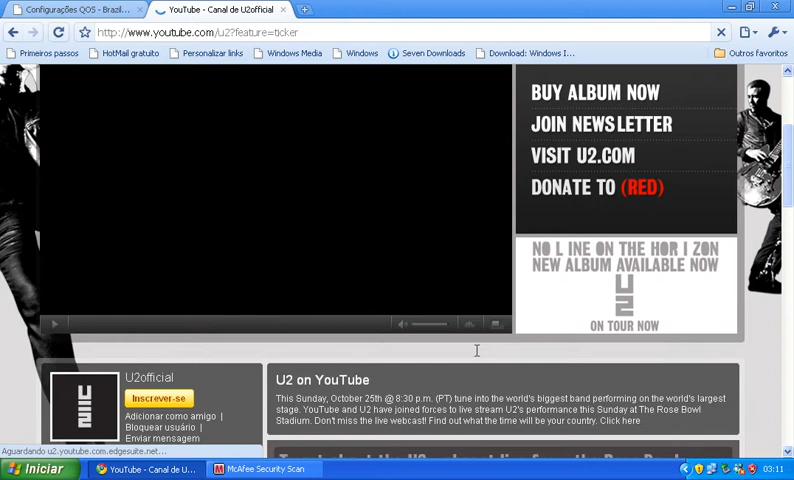 Configurações QOS - Brazil...
YouTube - Canal de U2official
http://www.youtube.com/u2?feature=ticker
Primeiros passos
HotMail gratuito
Personalizar links
Windows Media
Windows
Seven Downloads
Download: Windows I...
Outros favoritos
BUY ALBUM NOW
JOIN NEWSLETTER
VISIT U2.COM
DONATE TO (RED)
NO LINE ON THE HORIZON
NEW ALBUM AVAILABLE NOW
U2
ON TOUR NOW
U2
U2official
Inscrever-se
Adicionar como amigo |
Bloquear usuário |
Enviar mensagem
U2 on YouTube
This Sunday, October 25th @ 8:30 p.m. (PT) tune into the world's biggest band performing on the world's largest
stage. YouTube and U2 have joined forces to live stream U2's performance this Sunday at The Rose Bowl
Stadium. Don't miss the live webcast! Find out what the time will be your country. Click here
Aguardando u2.youtube.com.edgesuite.net...
Iniciar
YouTube - Canal de U...
McAfee Security Scan
03:11